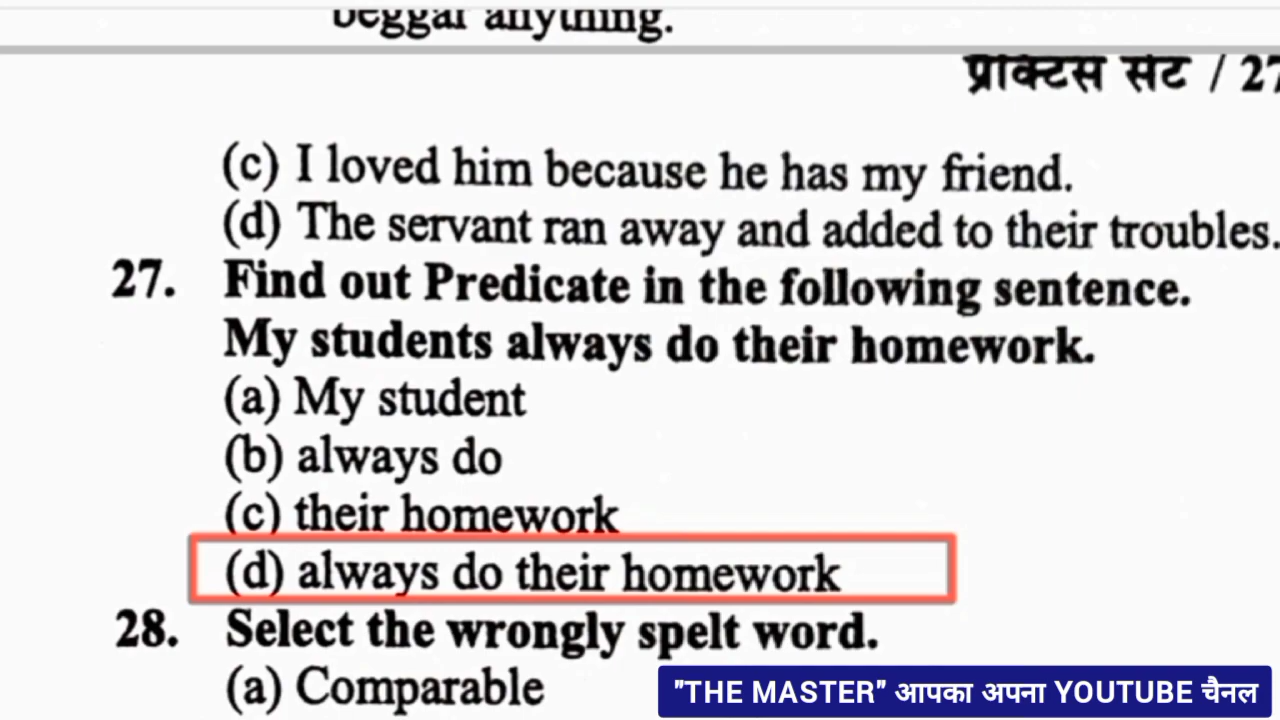 beggar anything.
प्रैक्टिस सेट / 27
(c) I loved him because he has my friend.
(d) The servant ran away and added to their troubles.
27. Find out Predicate in the following sentence.
My students always do their homework.
(a) My student
(b) always do
(c) their homework
(d) always do their homework
28. Select the wrongly spelt word.
(a) Comparable
"THE MASTER" आपका अपना YOUTUBE चैनल